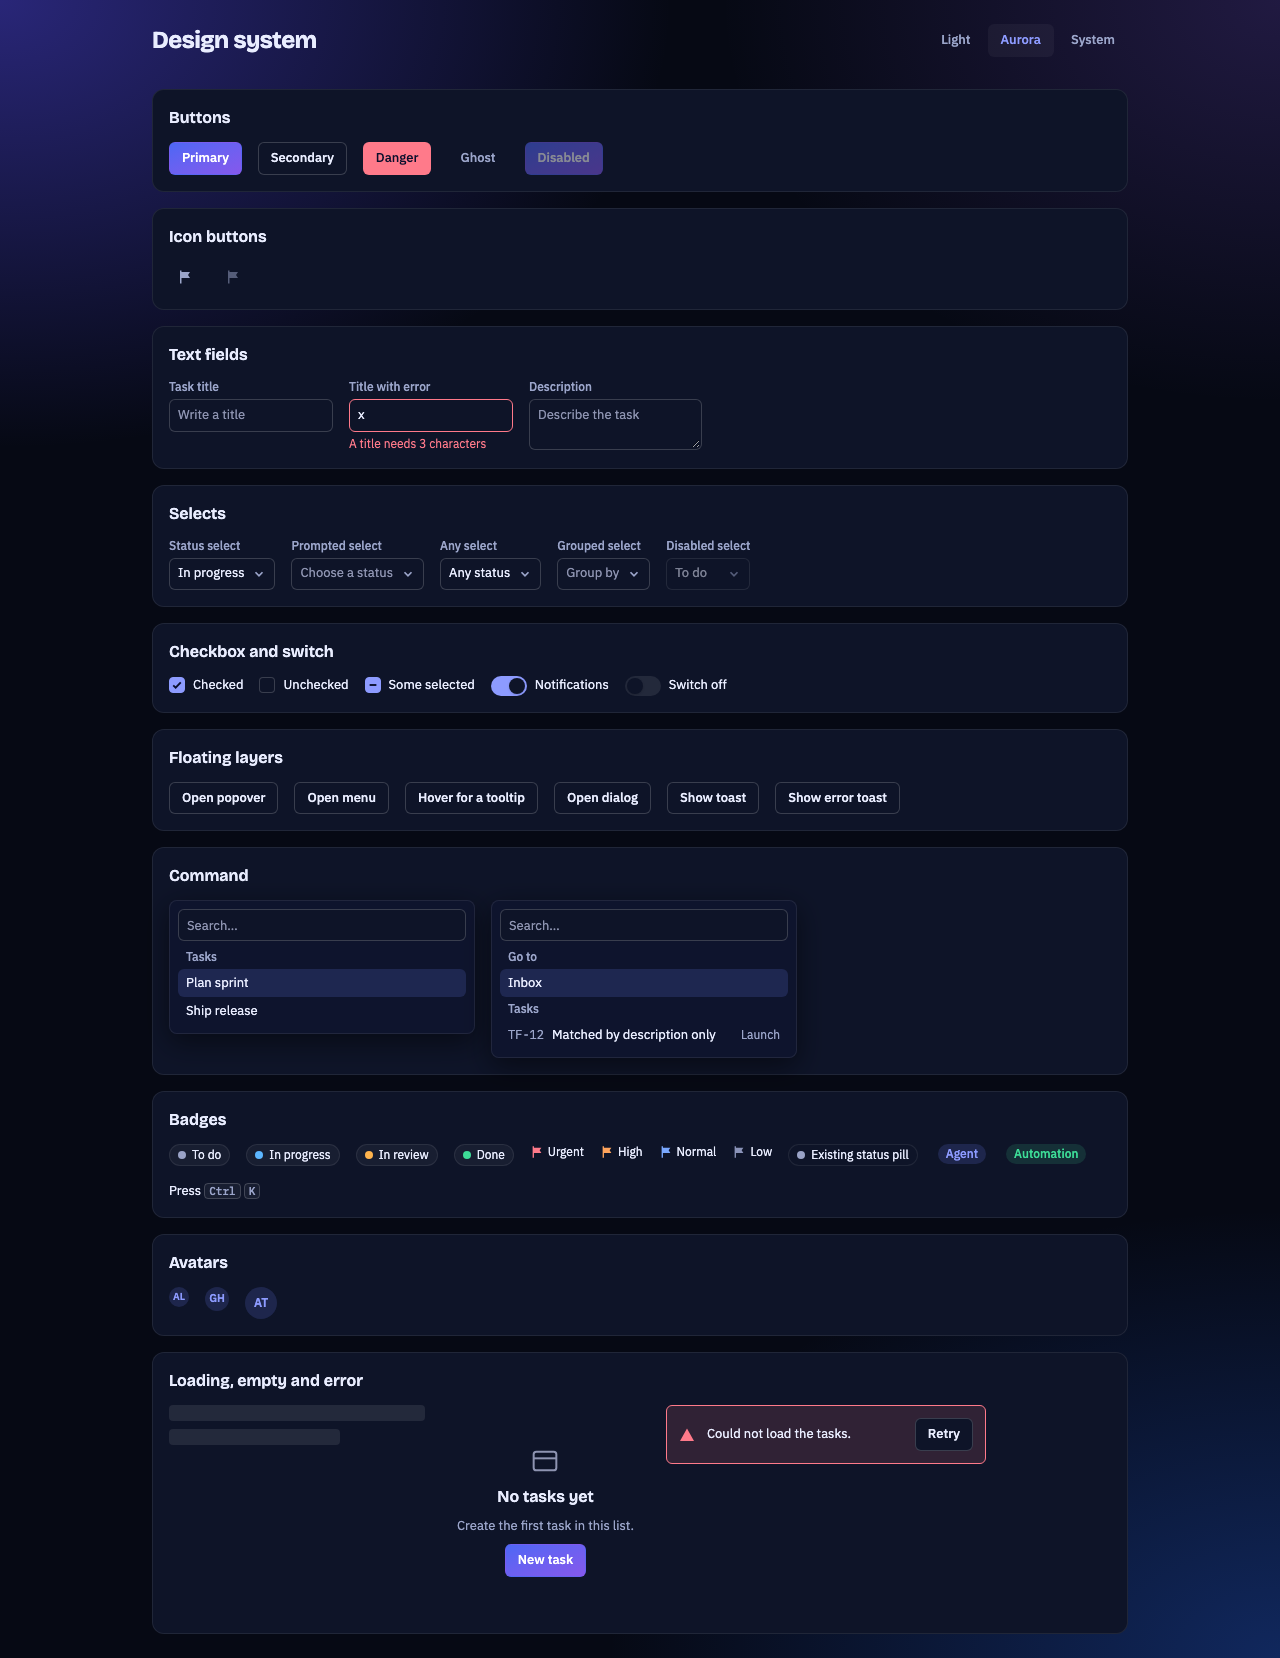 Design system
Light Aurora System
Buttons
Primary Secondary Danger Ghost Disabled
Icon buttons
Text fields
Task title Title with error Description
Write a title x Describe the task
A title needs 3 characters
Selects
Status select Prompted select Any select Grouped select Disabled select
In progress Choose a status Any status Group by To do
Checkbox and switch
Checked Unchecked Some selected Notifications Switch off
Floating layers
Open popover Open menu Hover for a tooltip Open dialog Show toast Show error toast
Command
Search...
Tasks
Plan sprint
Ship release
Search...
Go to
Inbox
Tasks
TF-12 Matched by description only Launch
Badges
To do In progress In review Done Urgent High Normal Low Existing status pill Agent Automation
Press Ctrl K
Avatars
AL GH AT
Loading, empty and error
No tasks yet
Create the first task in this list.
New task
Could not load the tasks. Retry